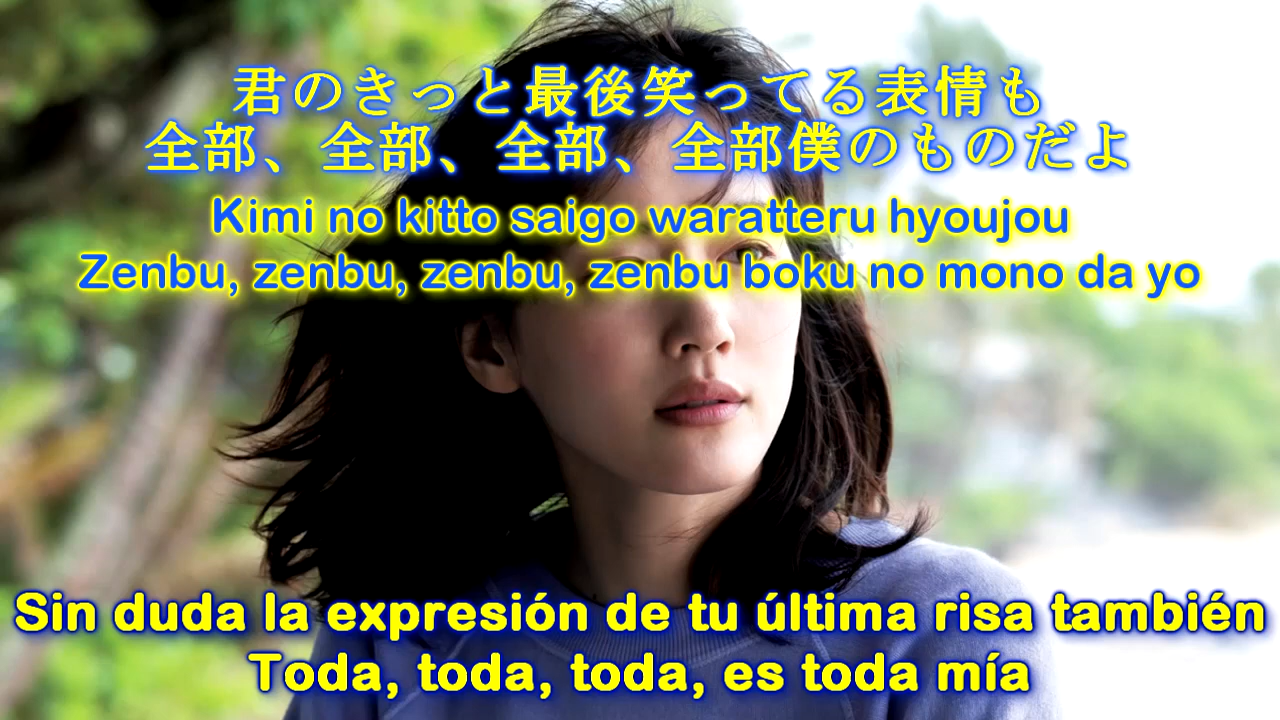 君のきっと最後笑ってる表情も
全部、全部、全部、全部僕のものだよ
Kimi no kitto saigo waratteru hyoujou
Zenbu, zenbu, zenbu, zenbu boku no mono da yo
Sin duda la expresión de tu última risa también
Toda, toda, toda, es toda mía